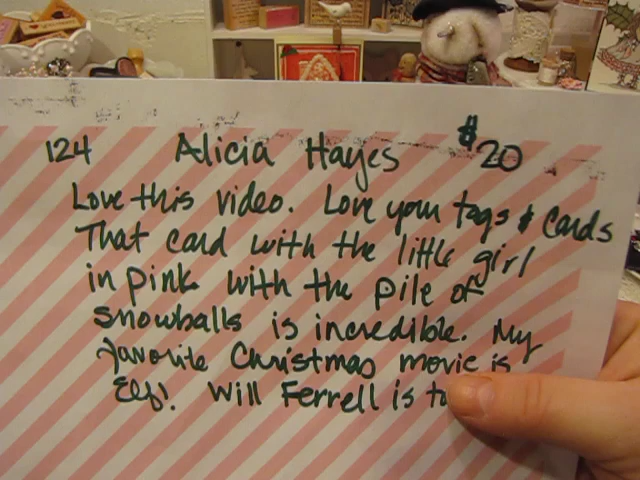 124 Alicia Hayes $20
Love this video. Love your tags & Cards
That card with the little girl
in pink with the pile of
snowballs is incredible. My
favorite Christmas movie is
Elf! Will Ferrell is